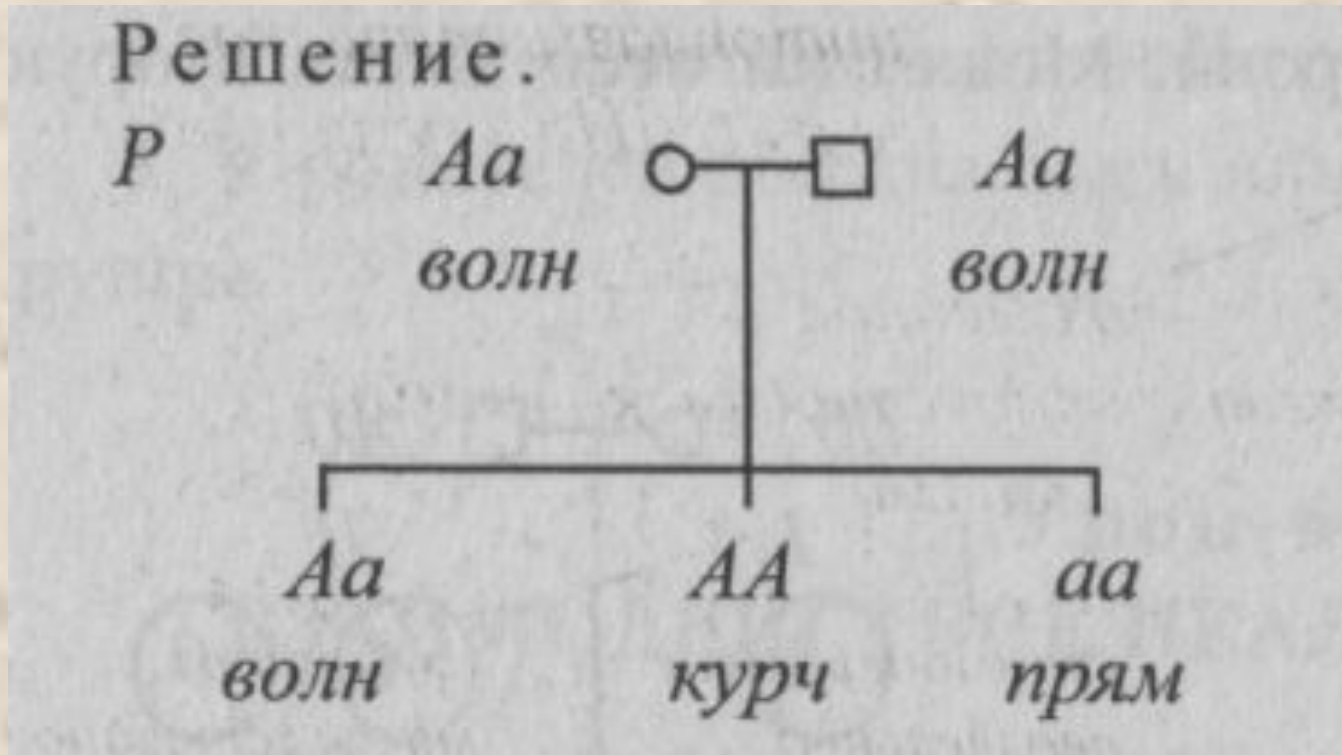 Решение.
P Aa Aa
волн волн
Aa AA aa
волн курч прям